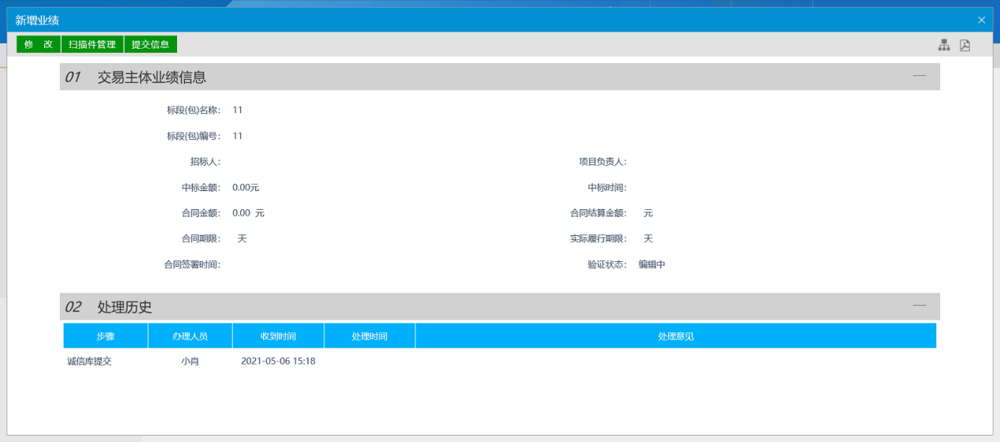 新增业绩
修 改 扫描件管理 提交信息
01 交易主体业绩信息
标段(包)名称: 11
标段(包)编号: 11
招标人: 项目负责人:
中标金额: 0.00元 中标时间:
合同金额: 0.00 元 合同结算金额: 元
合同期限: 天 实际履行期限: 天
合同签署时间: 验证状态: 编辑中
02 处理历史
步骤 办理人员 收到时间 处理时间 处理意见
诚信库提交 小肖 2021-05-06 15:18